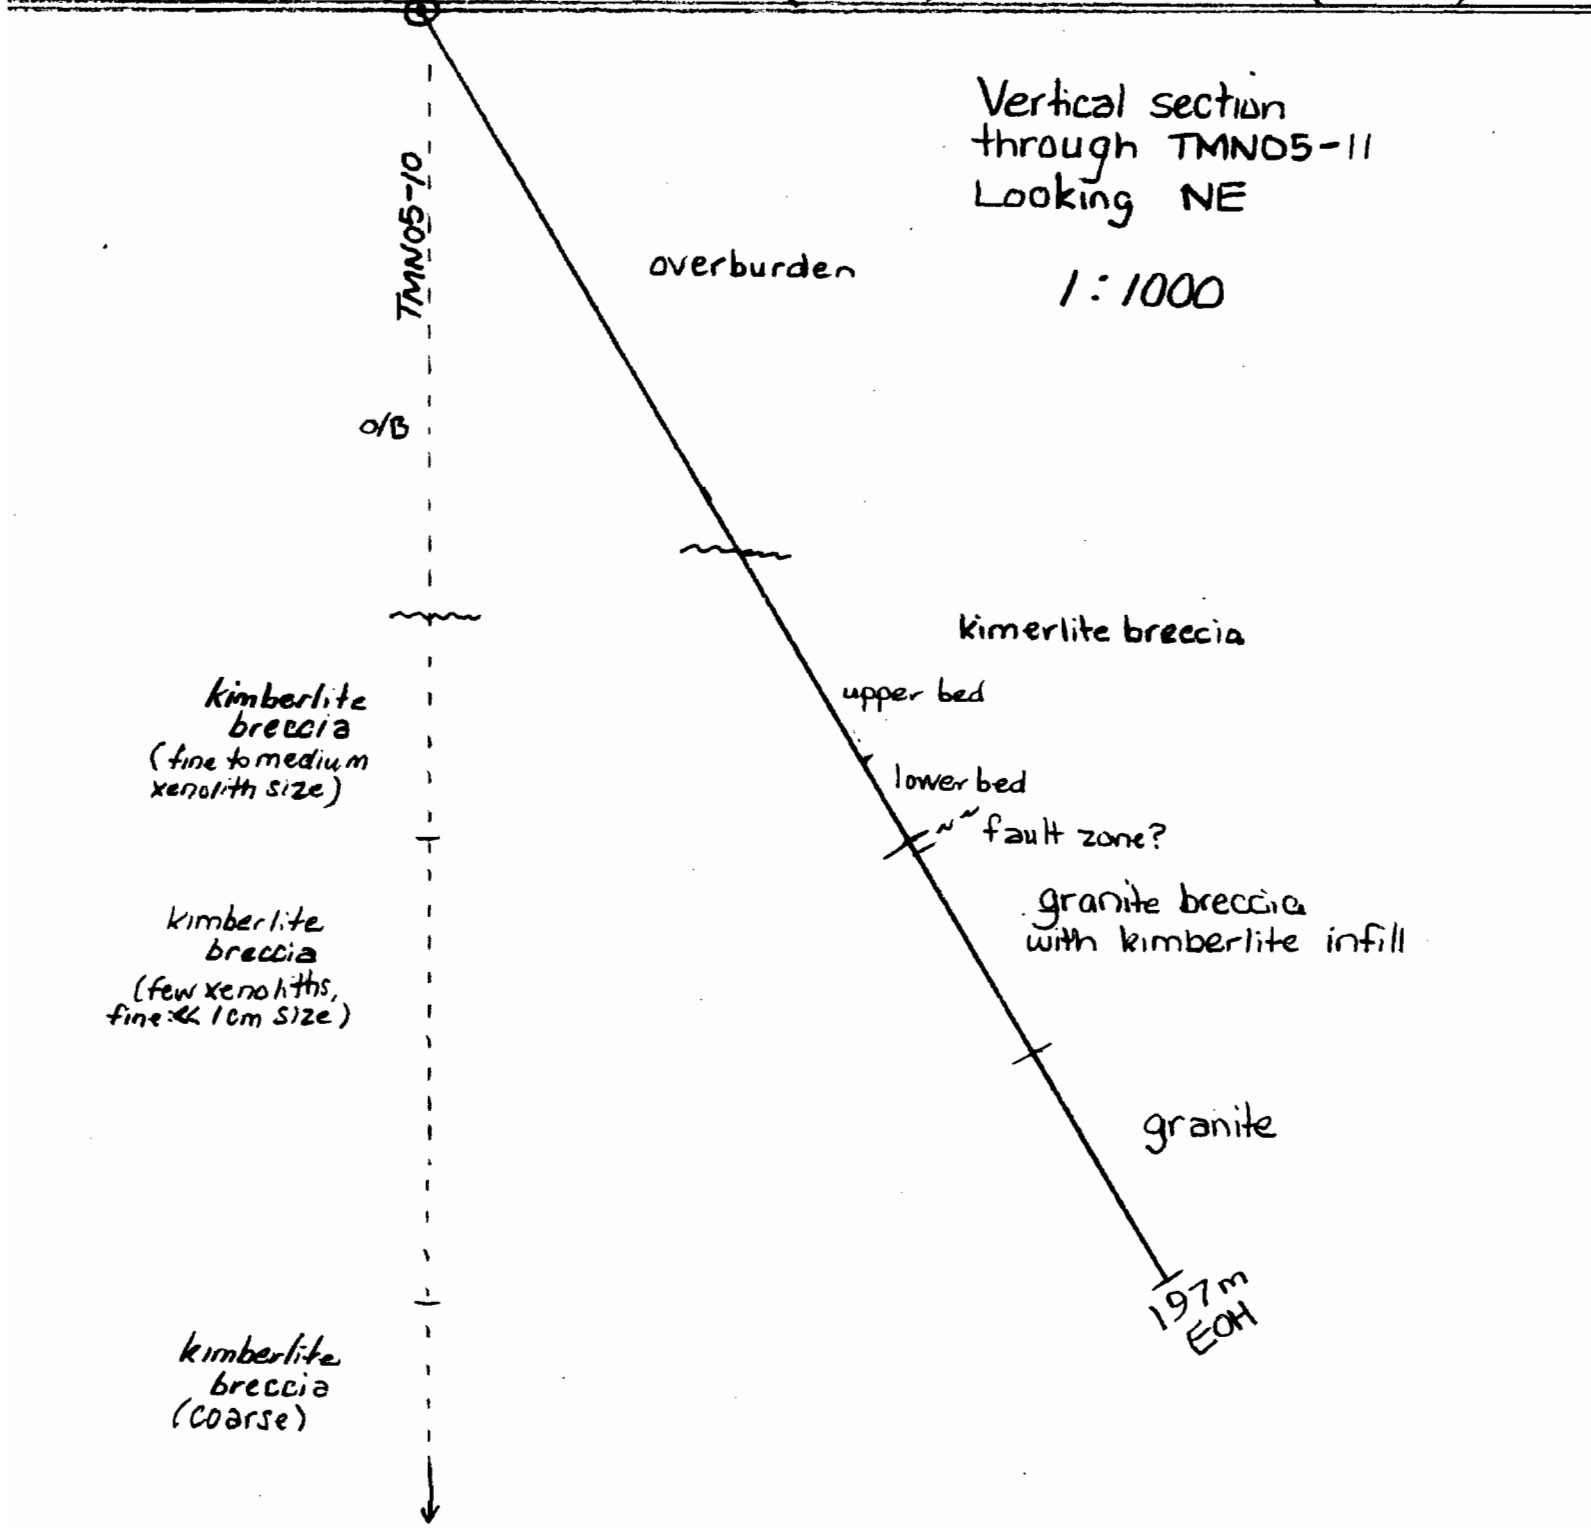 Vertical section
through TMN05-11
Looking NE
1:1000
TMN05-10
overburden
O/B
kimerlite breccia
upper bed
lower bed
fault zone?
granite breccia
with kimberlite infill
granite
197m
EOH
kimberlite
breccia
(fine to medium
xenolith size)
kimberlite
breccia
(few xenoliths,
fine << 1cm size)
kimberlite
breccia
(coarse)